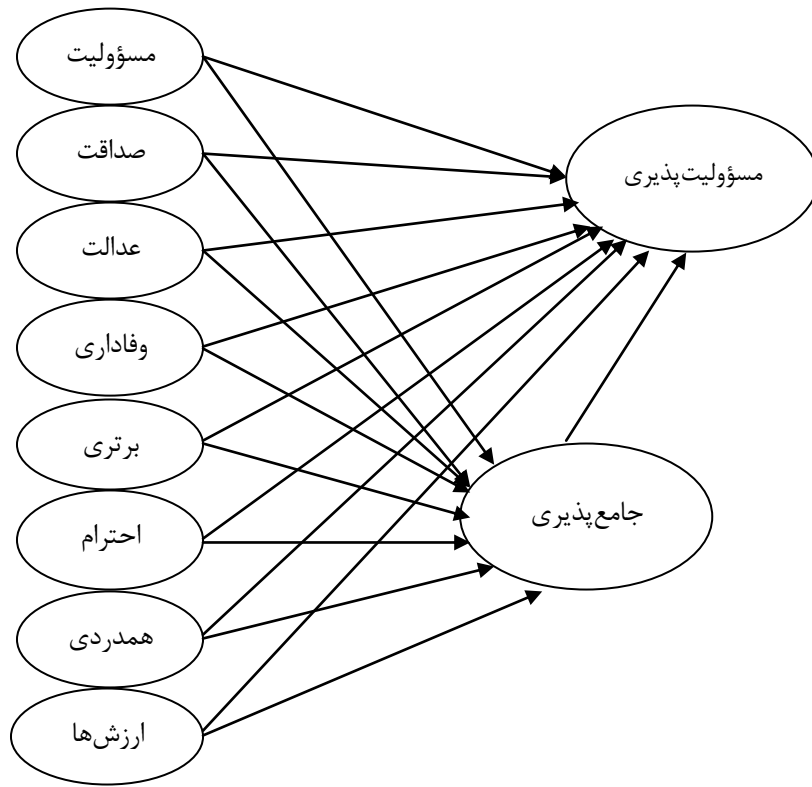 مسؤولیت
صداقت
عدالت
وفاداری
برتری
احترام
همدردی
ارزش‌ها
مسؤولیت‌پذیری
جامع‌پذیری